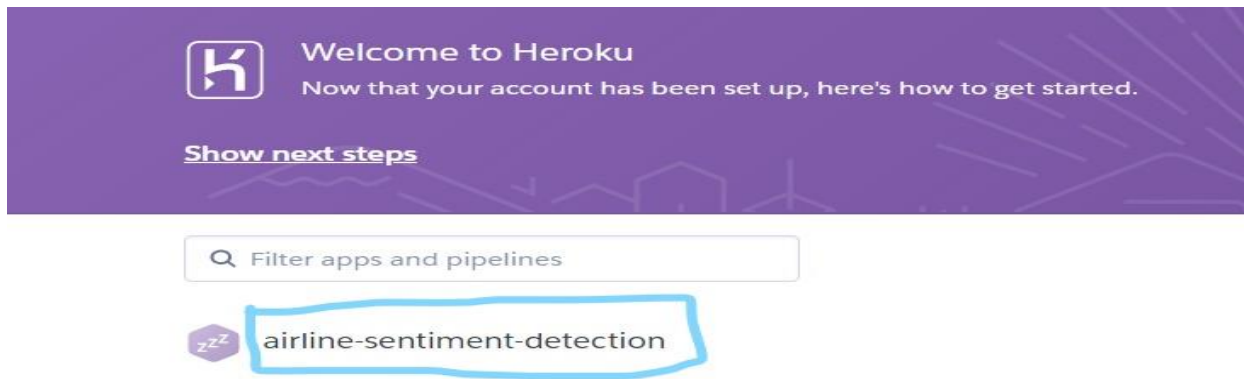 Welcome to Heroku
Now that your account has been set up, here's how to get started.
Show next steps
Filter apps and pipelines
zzz
airline-sentiment-detection